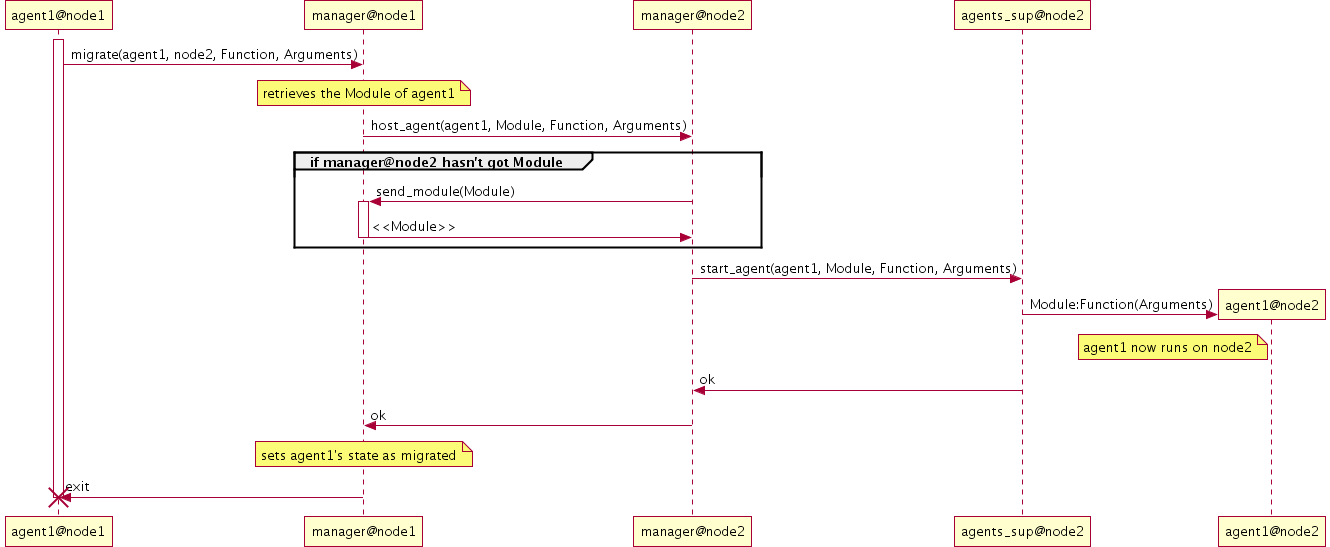 agent1@node1
manager@node1
manager@node2
agents_sup@node2
migrate(agent1, node2, Function, Arguments)
retrieves the Module of agent1
host_agent(agent1, Module, Function, Arguments)
if manager@node2 hasn't got Module
send_module(Module)
<<Module>>
start_agent(agent1, Module, Function, Arguments)
Module:Function(Arguments)
agent1@node2
agent1 now runs on node2
ok
ok
sets agent1's state as migrated
exit
agent1@node1
manager@node1
manager@node2
agents_sup@node2
agent1@node2